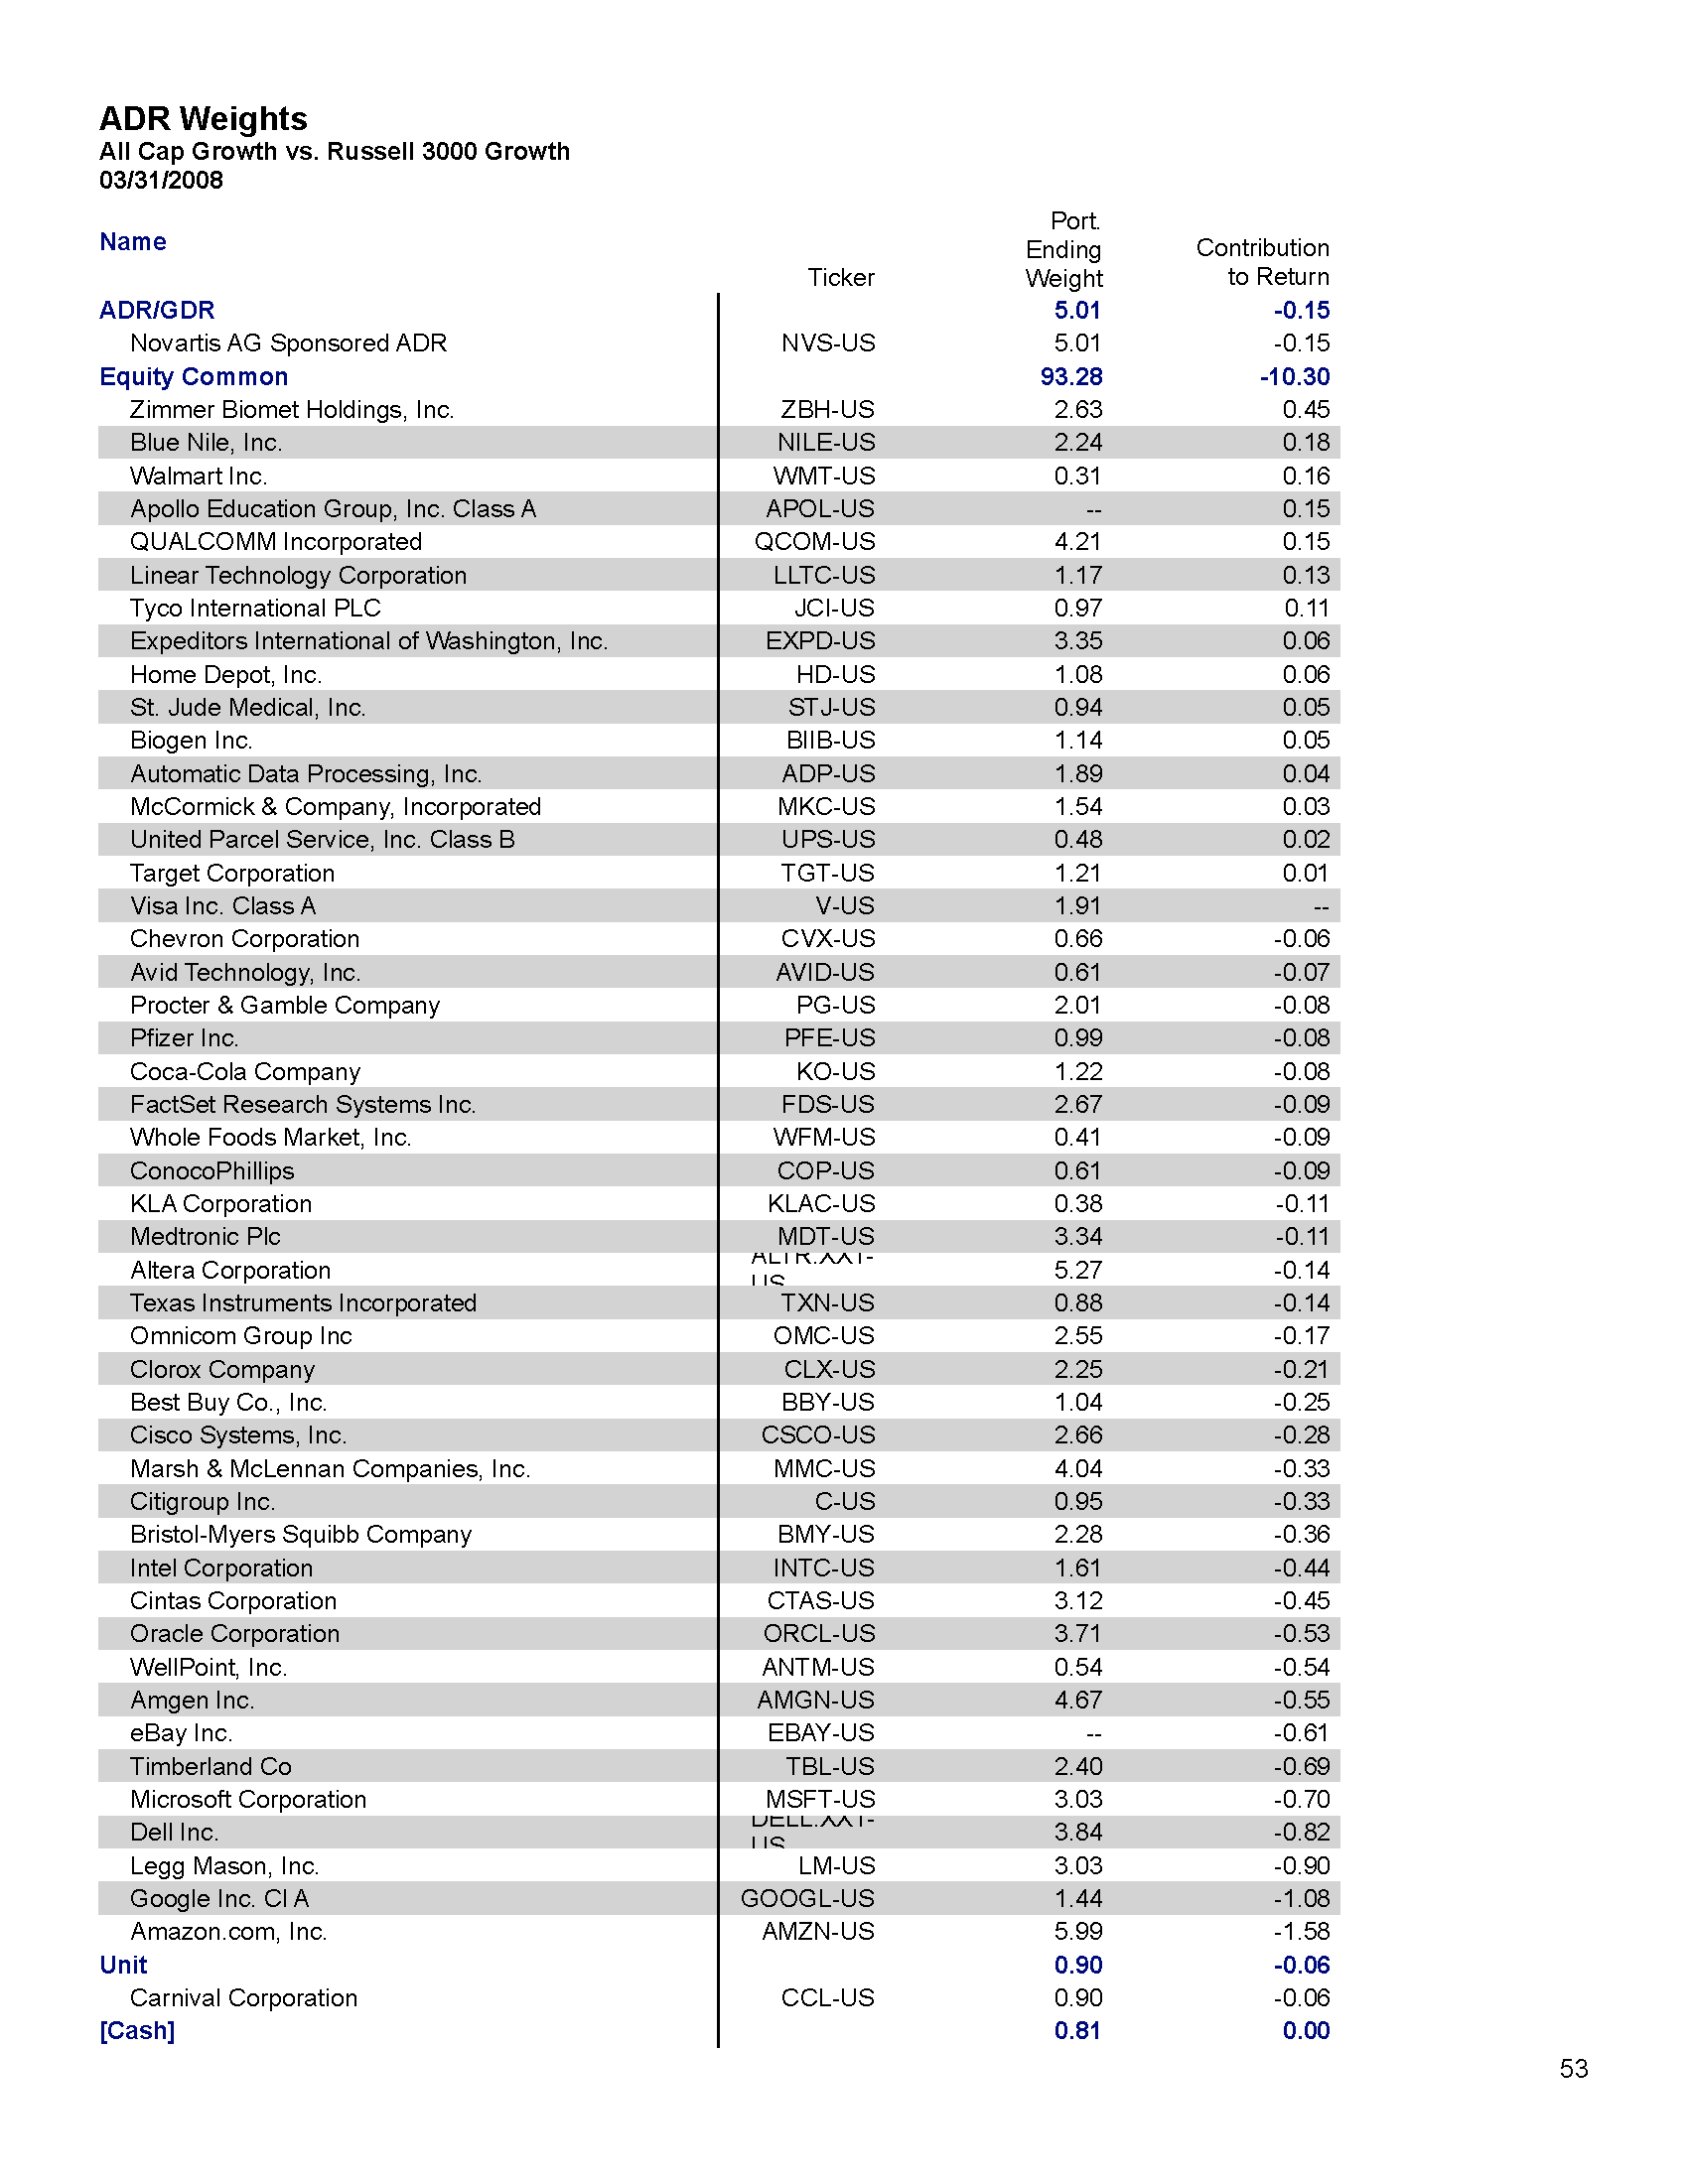 ADR Weights
All Cap Growth vs. Russell 3000 Growth
03/31/2008
Name Ticker Port. Ending Weight Contribution to Return
ADR/GDR 5.01 -0.15
Novartis AG Sponsored ADR NVS-US 5.01 -0.15
Equity Common 93.28 -10.30
Zimmer Biomet Holdings, Inc. ZBH-US 2.63 0.45
Blue Nile, Inc. NILE-US 2.24 0.18
Walmart Inc. WMT-US 0.31 0.16
Apollo Education Group, Inc. Class A APOL-US -- 0.15
QUALCOMM Incorporated QCOM-US 4.21 0.15
Linear Technology Corporation LLTC-US 1.17 0.13
Tyco International PLC JCI-US 0.97 0.11
Expeditors International of Washington, Inc. EXPD-US 3.35 0.06
Home Depot, Inc. HD-US 1.08 0.06
St. Jude Medical, Inc. STJ-US 0.94 0.05
Biogen Inc. BIIB-US 1.14 0.05
Automatic Data Processing, Inc. ADP-US 1.89 0.04
McCormick & Company, Incorporated MKC-US 1.54 0.03
United Parcel Service, Inc. Class B UPS-US 0.48 0.02
Target Corporation TGT-US 1.21 0.01
Visa Inc. Class A V-US 1.91 --
Chevron Corporation CVX-US 0.66 -0.06
Avid Technology, Inc. AVID-US 0.61 -0.07
Procter & Gamble Company PG-US 2.01 -0.08
Pfizer Inc. PFE-US 0.99 -0.08
Coca-Cola Company KO-US 1.22 -0.08
FactSet Research Systems Inc. FDS-US 2.67 -0.09
Whole Foods Market, Inc. WFM-US 0.41 -0.09
ConocoPhillips COP-US 0.61 -0.09
KLA Corporation KLAC-US 0.38 -0.11
Medtronic Plc MDT-US 3.34 -0.11
Altera Corporation 5.27 -0.14
Texas Instruments Incorporated TXN-US 0.88 -0.14
Omnicom Group Inc OMC-US 2.55 -0.17
Clorox Company CLX-US 2.25 -0.21
Best Buy Co., Inc. BBY-US 1.04 -0.25
Cisco Systems, Inc. CSCO-US 2.66 -0.28
Marsh & McLennan Companies, Inc. MMC-US 4.04 -0.33
Citigroup Inc. C-US 0.95 -0.33
Bristol-Myers Squibb Company BMY-US 2.28 -0.36
Intel Corporation INTC-US 1.61 -0.44
Cintas Corporation CTAS-US 3.12 -0.45
Oracle Corporation ORCL-US 3.71 -0.53
WellPoint, Inc. ANTM-US 0.54 -0.54
Amgen Inc. AMGN-US 4.67 -0.55
eBay Inc. EBAY-US -- -0.61
Timberland Co TBL-US 2.40 -0.69
Microsoft Corporation MSFT-US 3.03 -0.70
Dell Inc. 3.84 -0.82
Legg Mason, Inc. LM-US 3.03 -0.90
Google Inc. Cl A GOOGL-US 1.44 -1.08
Amazon.com, Inc. AMZN-US 5.99 -1.58
Unit 0.90 -0.06
Carnival Corporation CCL-US 0.90 -0.06
[Cash] 0.81 0.00
53